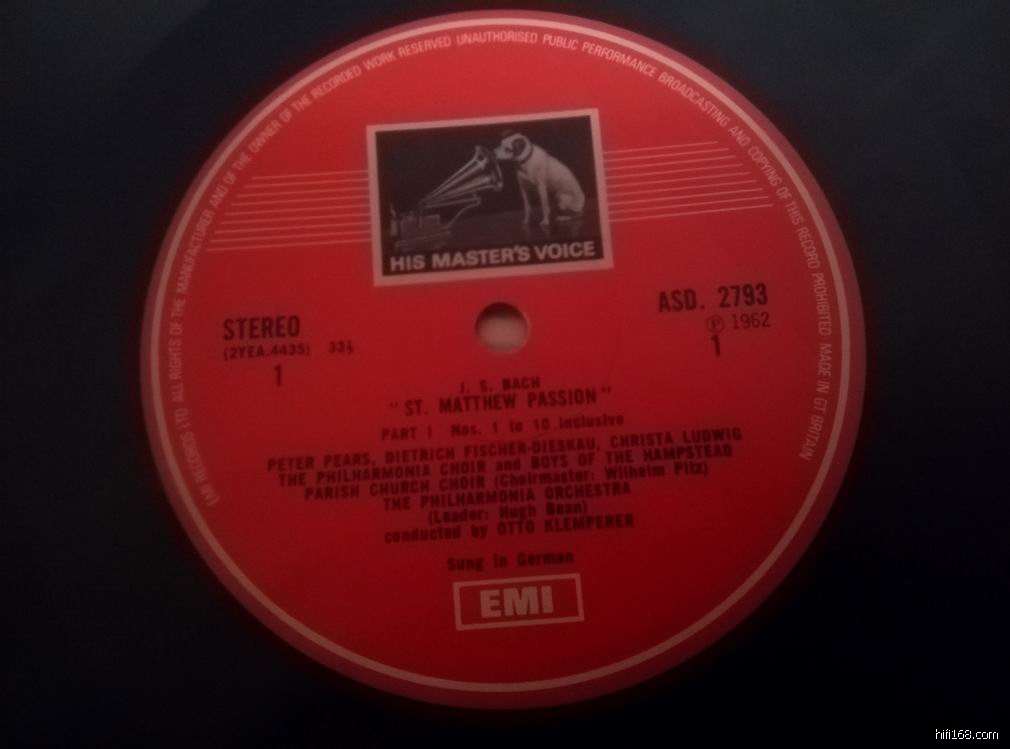 EMI RECORDS LTD ALL RIGHTS OF THE MANUFACTURER AND OF THE OWNER OF THE RECORDED WORK RESERVED UNAUTHORISED PUBLIC PERFORMANCE BROADCASTING AND COPYING OF THIS RECORD PROHIBITED MADE IN GT BRITAIN
HIS MASTER'S VOICE
STEREO
(2YEA.4435) 33⅓
1
ASD. 2793
Ⓟ 1962
1
J. S. BACH
"ST. MATTHEW PASSION"
PART I Nos. 1 to 10 inclusive
PETER PEARS, DIETRICH FISCHER-DIESKAU, CHRISTA LUDWIG
THE PHILHARMONIA CHOIR and BOYS OF THE HAMPSTEAD
PARISH CHURCH CHOIR (Choirmaster: Wilhelm Pitz)
THE PHILHARMONIA ORCHESTRA
(Leader: Hugh Bean)
conducted by OTTO KLEMPERER
Sung in German
EMI
hifi168.com